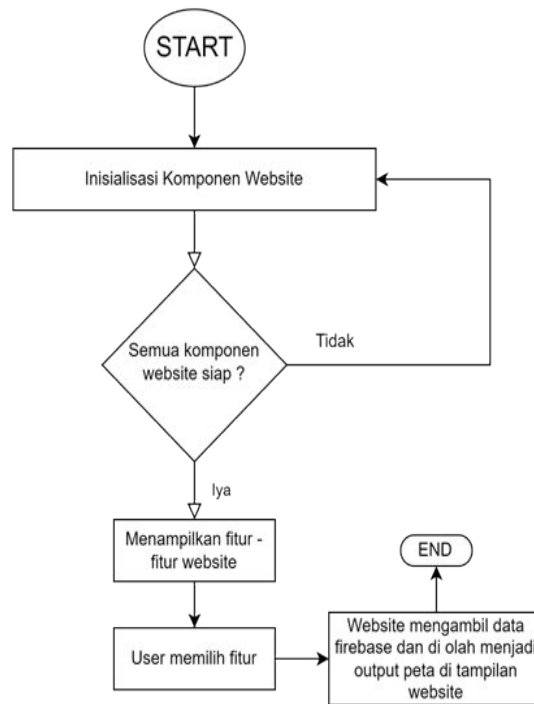 START
Inisialisasi Komponen Website
Semua komponen
website siap ?
Tidak
Iya
Menampilkan fitur -
fitur website
User memilih fitur
Website mengambil data
firebase dan di olah menjadi
output peta di tampilan
website
END